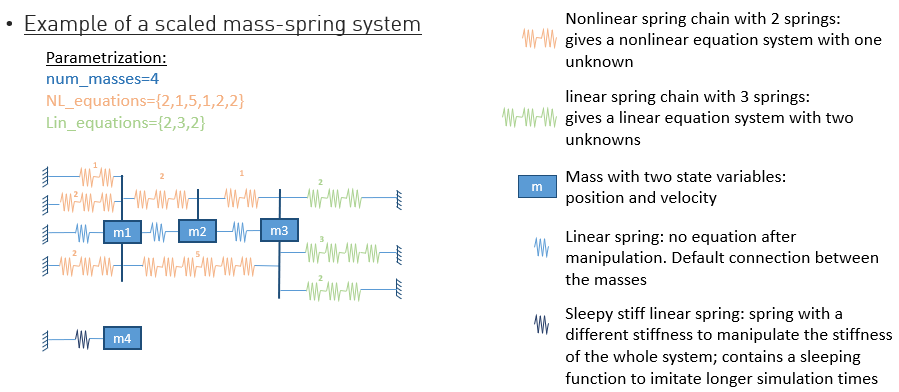 • Example of a scaled mass-spring system
Parametrization:
num_masses=4
NL_equations={2,1,5,1,2,2}
Lin_equations={2,3,2}
1
2
2
1
2
m1
m2
m3
2
5
3
2
m4
Nonlinear spring chain with 2 springs:
gives a nonlinear equation system with one
unknown
linear spring chain with 3 springs:
gives a linear equation system with two
unknowns
m
Mass with two state variables:
position and velocity
Linear spring: no equation after
manipulation. Default connection between
the masses
Sleepy stiff linear spring: spring with a
different stiffness to manipulate the stiffness
of the whole system; contains a sleeping
function to imitate longer simulation times